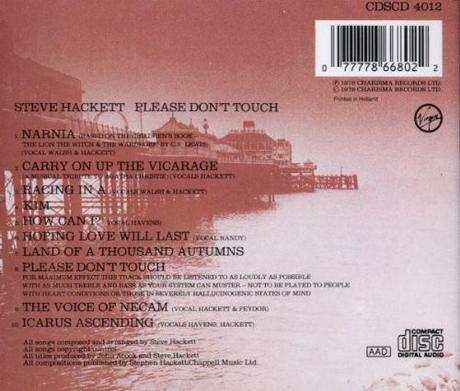 CDSCD 4012
0 77778 66802 2
℗ 1978 CHARISMA RECORDS LTD.
© 1978 CHARISMA RECORDS LTD.
Printed in Holland
Virgin
STEVE HACKETT PLEASE DON'T TOUCH
1 NARNIA (BASED ON THE CHILDREN'S BOOK
THE LION THE WITCH & THE WARDROBE, BY C.S. LEWIS)
(VOCAL WALSH & HACKETT)
2 CARRY ON UP THE VICARAGE
(A MUSICAL TRIBUTE TO AGATHA CHRISTIE) (VOCALS HACKETT)
3 RACING IN A (VOCALS WALSH & HACKETT)
4 KIM
5 HOW CAN I? (VOCAL HAVENS)
6 HOPING LOVE WILL LAST (VOCAL RANDY)
7 LAND OF A THOUSAND AUTUMNS
8 PLEASE DON'T TOUCH
FOR MAXIMUM EFFECT THIS TRACK SHOULD BE LISTENED TO AS LOUDLY AS POSSIBLE
WITH AS MUCH TREBLE AND BASS AS YOUR SYSTEM CAN MUSTER – NOT TO BE PLAYED TO PEOPLE
WITH HEART CONDITIONS OR THOSE IN SEVERELY HALLUCINOGENIC STATES OF MIND
9 THE VOICE OF NECAM (VOCAL HACKETT & FEYDOR)
10 ICARUS ASCENDING (VOCALS HAVENS, HACKETT)
All songs composed and arranged by Steve Hackett
All songs copyright control
All titles produced by John Acock and Steve Hackett
All compositions published by Stephen Hackett/Chappell Music Ltd.
AAD
COMPACT
disc
DIGITAL AUDIO